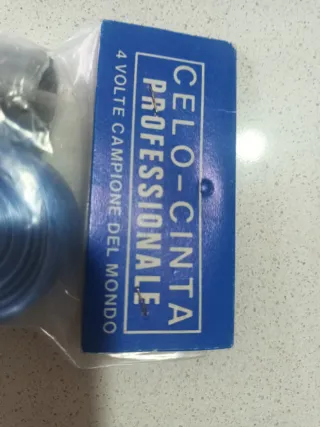 CELO-CINTA
PROFESSIONALE
4 VOLTE CAMPIONE DEL MONDO